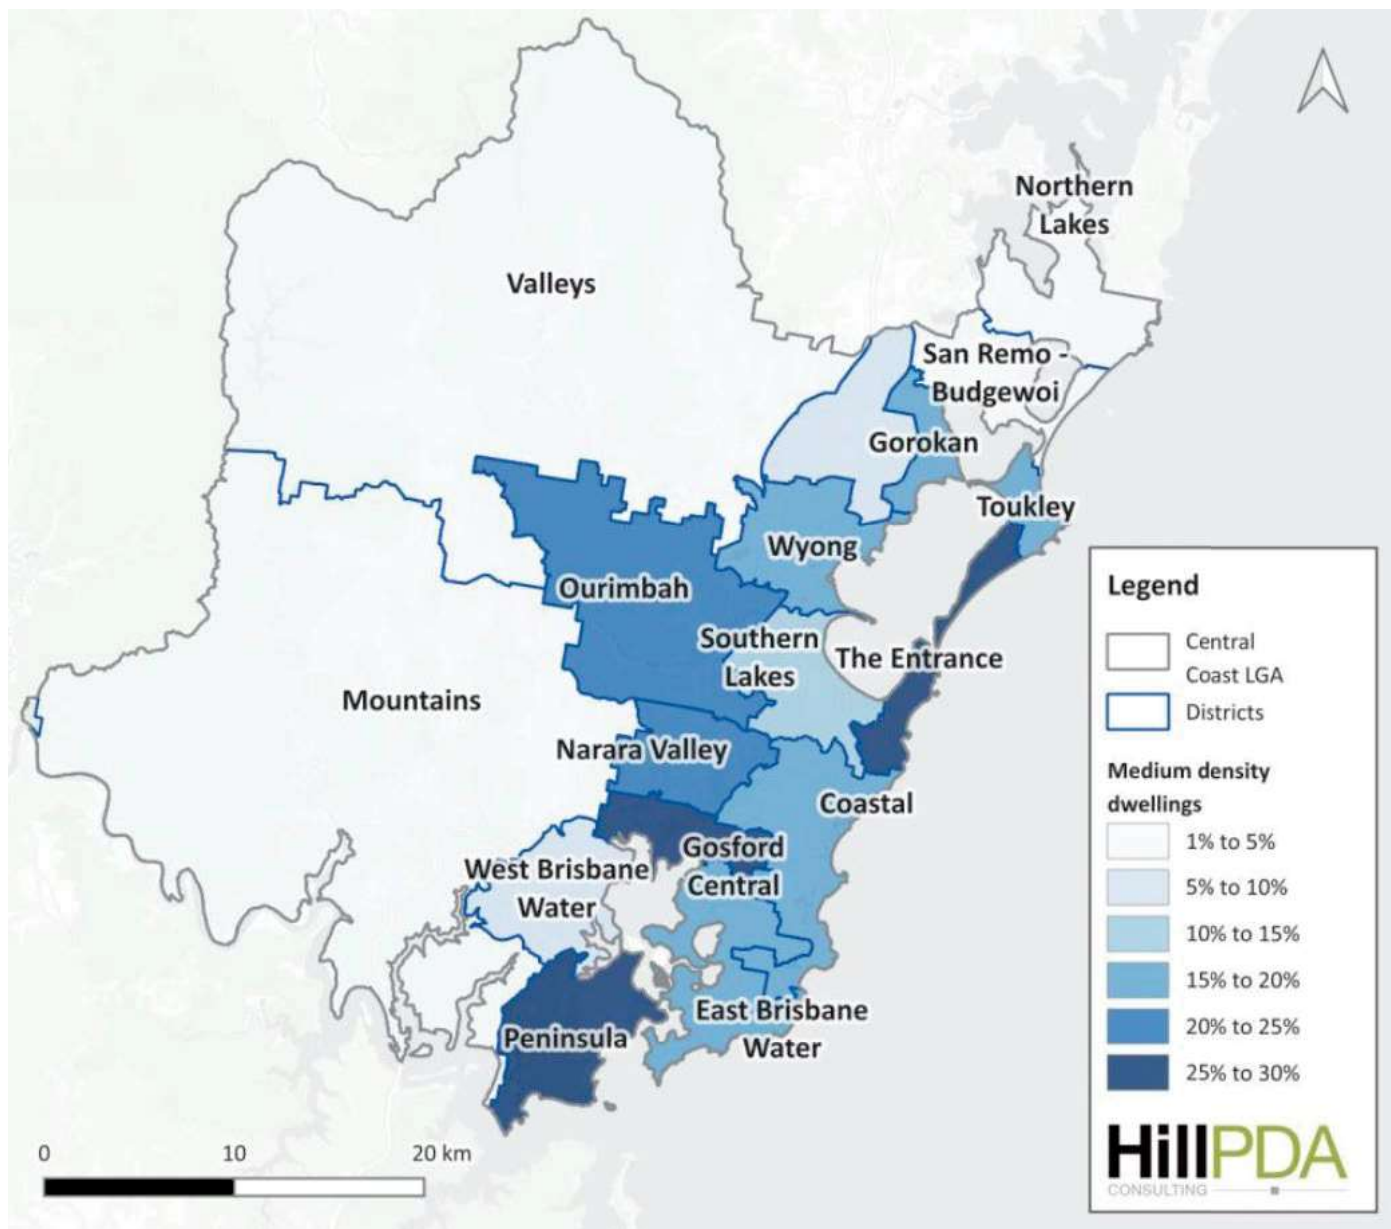 Northern
Lakes
Valleys
San Remo -
Budgewoi
Gorokan
Toukley
Wyong
Ourimbah
Southern
Lakes
The Entrance
Mountains
Narara Valley
Coastal
Gosford
Central
West Brisbane
Water
East Brisbane
Water
Peninsula
0 10 20 km
Legend
Central
Coast LGA
Districts
Medium density
dwellings
1% to 5%
5% to 10%
10% to 15%
15% to 20%
20% to 25%
25% to 30%
HillPDA
CONSULTING